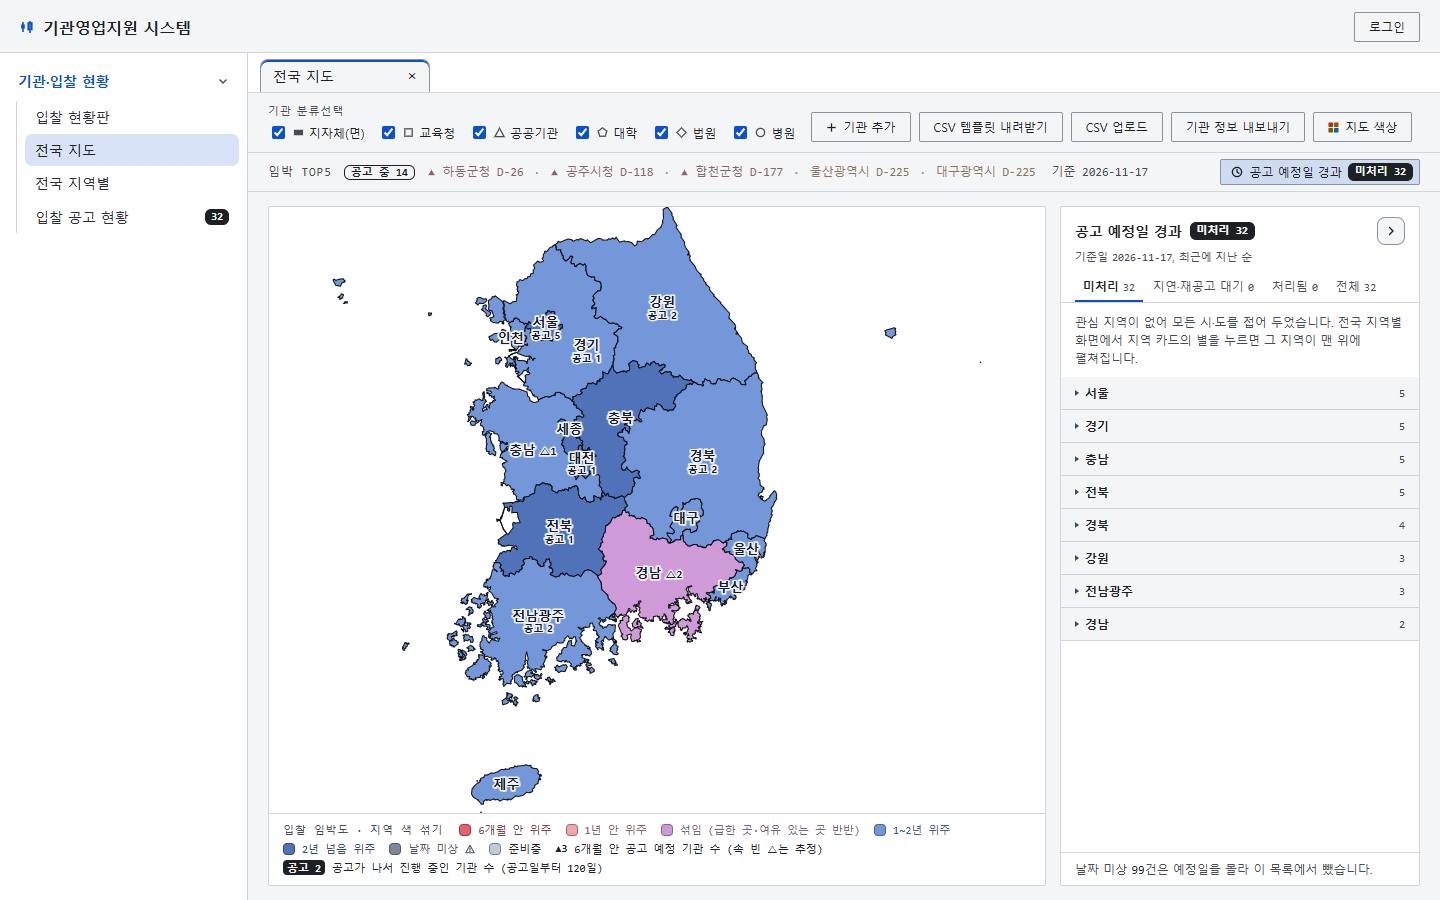 기관영업지원 시스템
로그인
기관·입찰 현황
입찰 현황판
전국 지도
전국 지역별
입찰 공고 현황 32
전국 지도 ×
기관 분류선택
지자체(면) 교육청 공공기관 대학 법원 병원
+ 기관 추가
CSV 템플릿 내려받기
CSV 업로드
기관 정보 내보내기
지도 색상
임박 TOP5 공고 중 14 ▲ 하동군청 D-26 · ▲ 공주시청 D-118 · ▲ 합천군청 D-177 · 울산광역시 D-225 · 대구광역시 D-225 기준 2026-11-17
공고 예정일 경과 미처리 32
강원
공고 2
서울
공고 5
인천
경기
공고 1
충북
세종
충남 △1
대전
공고 1
경북
공고 2
대구
전북
공고 1
울산
경남 △2
부산
전남광주
공고 2
제주
입찰 임박도 · 지역 색 섞기 6개월 안 위주 1년 안 위주 섞임 (급한 곳·여유 있는 곳 반반) 1~2년 위주
2년 넘음 위주 날짜 미상 ⚠ 준비중 ▲3 6개월 안 공고 예정 기관 수 (속 빈 △는 추정)
공고 2 공고가 나서 진행 중인 기관 수 (공고일부터 120일)
공고 예정일 경과 미처리 32
기준일 2026-11-17, 최근에 지난 순
미처리 32 지연·재공고 대기 0 처리됨 0 전체 32
관심 지역이 없어 모든 시·도를 접어 두었습니다. 전국 지역별
화면에서 지역 카드의 별을 누르면 그 지역이 맨 위에
펼쳐집니다.
서울 5
경기 5
충남 5
전북 5
경북 4
강원 3
전남광주 3
경남 2
날짜 미상 99건은 예정일을 몰라 이 목록에서 뺐습니다.